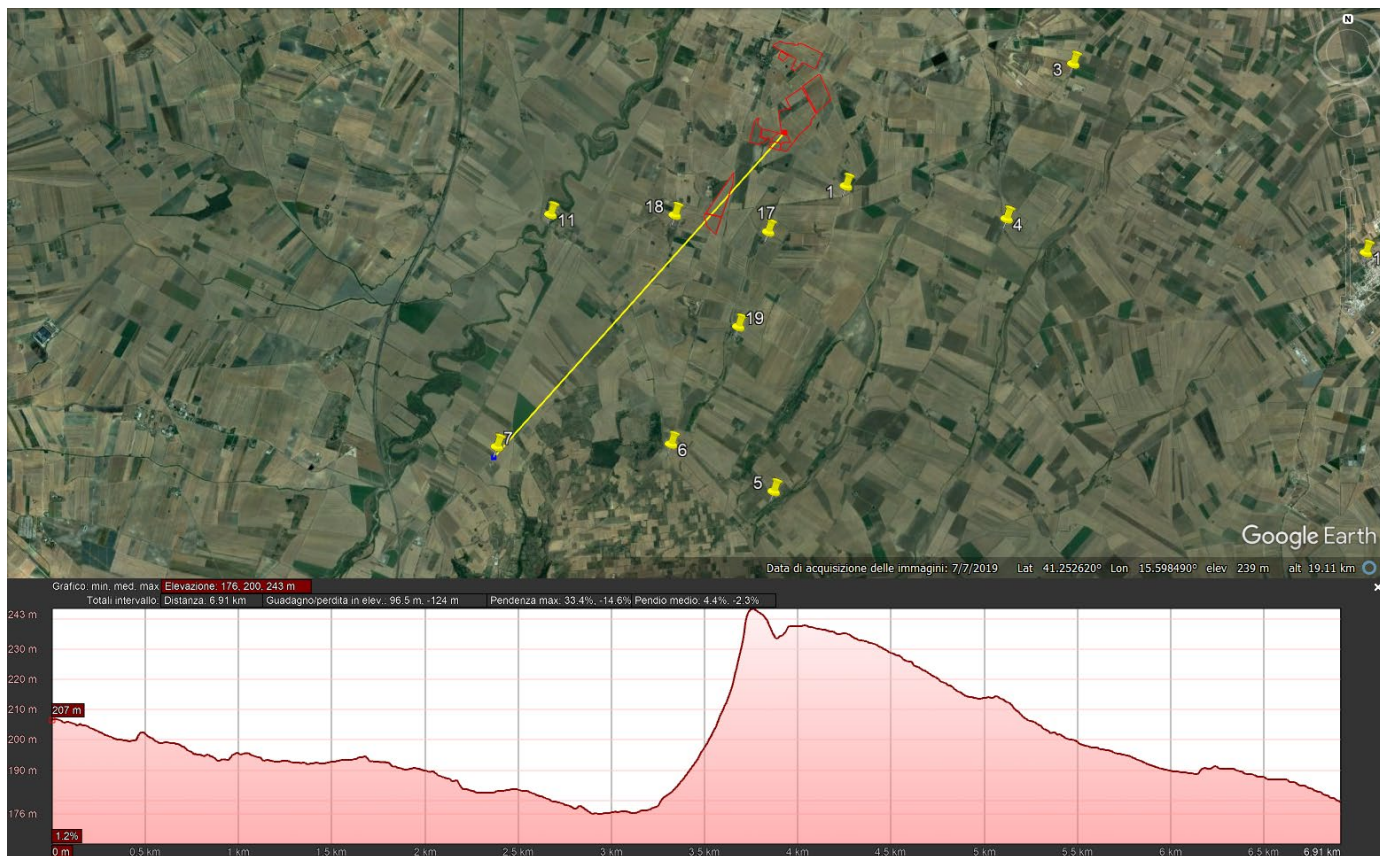 N
3
1
18
11
17
4
1
19
7
6
5
Google Earth
Data di acquisizione delle immagini: 7/7/2019 Lat 41.252620° Lon 15.598490° elev 239 m alt 19.11 km
Grafico: min, med, max Elevazione: 176, 200, 243 m
Totali intervallo: Distanza: 6.91 km Guadagno/perdita in elev.: 96.5 m, -124 m Pendenza max: 33.4%, -14.6% Pendio medio: 4.4%, -2.3%
243 m
230 m
220 m
210 m
207 m
200 m
190 m
176 m
1.2%
0 m 0.5 km 1 km 1.5 km 2 km 2.5 km 3 km 3.5 km 4 km 4.5 km 5 km 5.5 km 6 km 6.5 km 6.91 km